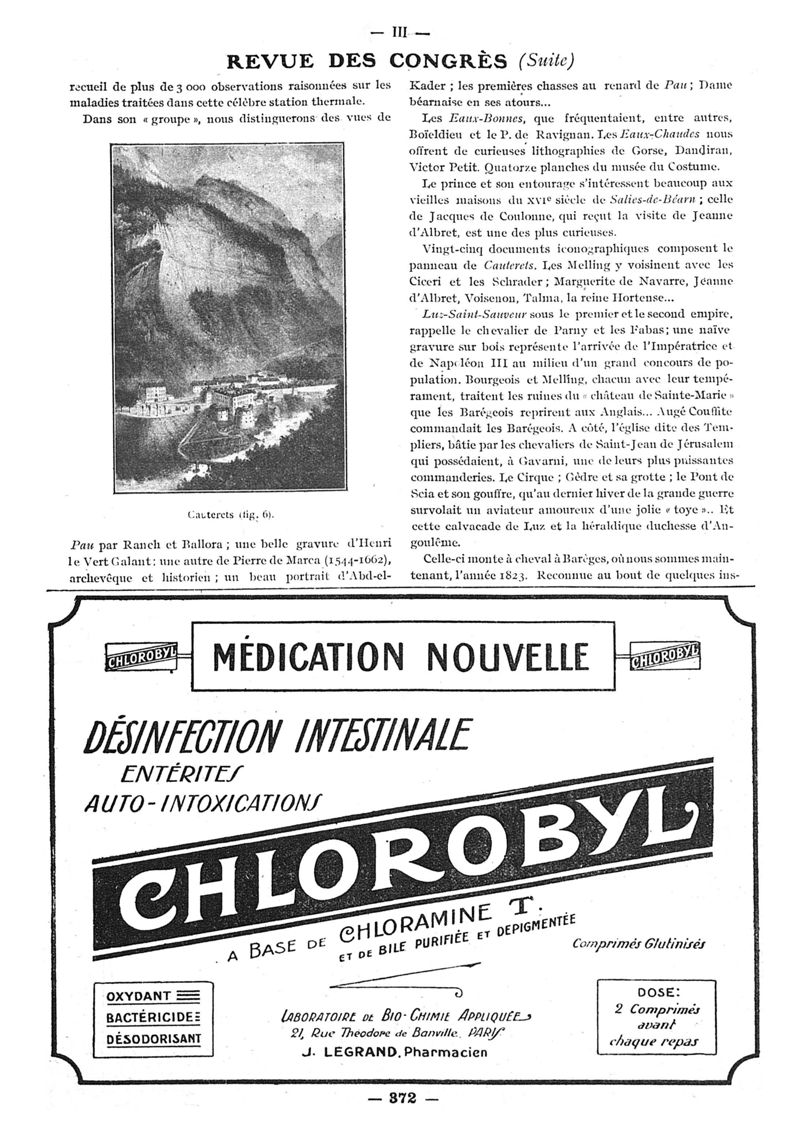 — III —
REVUE DES CONGRÈS (Suite)
recueil de plus de 3 000 observations raisonnées sur les
maladies traitées dans cette célèbre station thermale.
Dans son « groupe », nous distinguerons des vues de
Cauterets (fig. 6).
Pau par Ranch et Ballora ; une belle gravure d'Henri
le Vert Galant ; une autre de Pierre de Marca (1544-1662),
archevêque et historien ; un beau portrait d'Abd-el-
Kader ; les premières chasses au renard de Pau ; Dame
béarnaise en ses atours...
Les Eaux-Bonnes, que fréquentaient, entre autres,
Boïeldieu et le P. de Ravignan. Les Eaux-Chaudes nous
offrent de curieuses lithographies de Gorse, Dandiran,
Victor Petit. Quatorze planches du musée du Costume.
Le prince et son entourage s'intéressent beaucoup aux
vieilles maisons du XVIe siècle de Salies-de-Béarn ; celle
de Jacques de Coulonne, qui reçut la visite de Jeanne
d'Albret, est une des plus curieuses.
Vingt-cinq documents iconographiques composent le
panneau de Cauterets. Les Melling y voisinent avec les
Ciceri et les Schrader ; Marguerite de Navarre, Jeanne
d'Albret, Voisenon, Talma, la reine Hortense...
Luz-Saint-Sauveur sous le premier et le second empire,
rappelle le chevalier de Parny et les Fabas ; une naïve
gravure sur bois représente l'arrivée de l'Impératrice et
de Napoléon III au milieu d'un grand concours de po-
pulation. Bourgeois et Melling, chacun avec leur tempé-
rament, traitent les ruines du « château de Sainte-Marie »
que les Barégeois reprirent aux Anglais... Augé Couffite
commandait les Barégeois. A côté, l'église dite des Tem-
pliers, bâtie par les chevaliers de Saint-Jean de Jérusalem
qui possédaient, à Gavarni, une de leurs plus puissantes
commanderies. Le Cirque ; Gèdre et sa grotte ; le Pont de
Scia et son gouffre, qu'au dernier hiver de la grande guerre
survolait un aviateur amoureux d'une jolie « toye ».. Et
cette calvacade de Luz et la héraldique duchesse d'An-
goulême.
Celle-ci monte à cheval à Barèges, où nous sommes main-
tenant, l'année 1823. Reconnue au bout de quelques ins-
CHLOROBYL
MÉDICATION NOUVELLE
CHLOROBYL
DÉSINFECTION INTESTINALE
ENTÉRITES
AUTO-INTOXICATIONS
CHLOROBYL
A BASE DE CHLORAMINE T.
ET DE BILE PURIFIÉE ET DEPIGMENTÉE
Comprimés Glutinisés
OXYDANT
BACTÉRICIDE
DÉSODORISANT
LABORATOIRE DE BIO-CHIMIE APPLIQUÉE
21, Rue Théodore de Banville, PARIS
J. LEGRAND, Pharmacien
DOSE:
2 Comprimés
avant
chaque repas
— 372 —